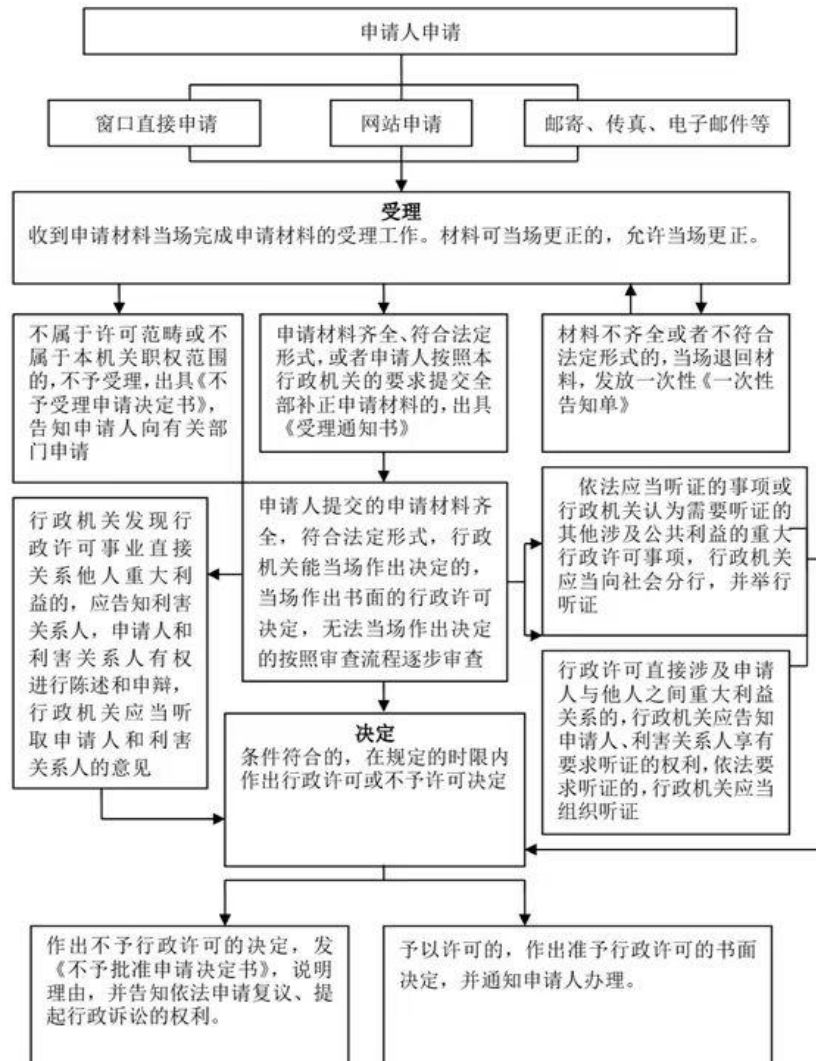 申请人申请
窗口直接申请
网站申请
邮寄、传真、电子邮件等
受理
收到申请材料当场完成申请材料的受理工作。材料可当场更正的，允许当场更正。
不属于许可范畴或不
属于本机关职权范围
的，不予受理，出具《不
予受理申请决定书》，
告知申请人向有关部
门申请
申请材料齐全、符合法定
形式，或者申请人按照本
行政机关的要求提交全
部补正申请材料的，出具
《受理通知书》
材料不齐全或者不符合
法定形式的，当场退回材
料，发放一次性《一次性
告知单》
行政机关发现行
政许可事业直接
关系他人重大利
益的，应告知利害
关系人，申请人和
利害关系人有权
进行陈述和申辩，
行政机关应当听
取申请人和利害
关系人的意见
申请人提交的申请材料齐
全，符合法定形式，行政
机关能当场作出决定的，
当场作出书面的行政许可
决定，无法当场作出决定
的按照审查流程逐步审查
依法应当听证的事项或
行政机关认为需要听证的
其他涉及公共利益的重大
行政许可事项，行政机关
应当向社会分行，并举行
听证
行政许可直接涉及申请
人与他人之间重大利益
关系的，行政机关应告知
申请人、利害关系人享有
要求听证的权利，依法要
求听证的，行政机关应当
组织听证
决定
条件符合的，在规定的时限内
作出行政许可或不予许可决定
作出不予行政许可的决定，发
《不予批准申请决定书》，说明
理由，并告知依法申请复议、提
起行政诉讼的权利。
予以许可的，作出准予行政许可的书面
决定，并通知申请人办理。